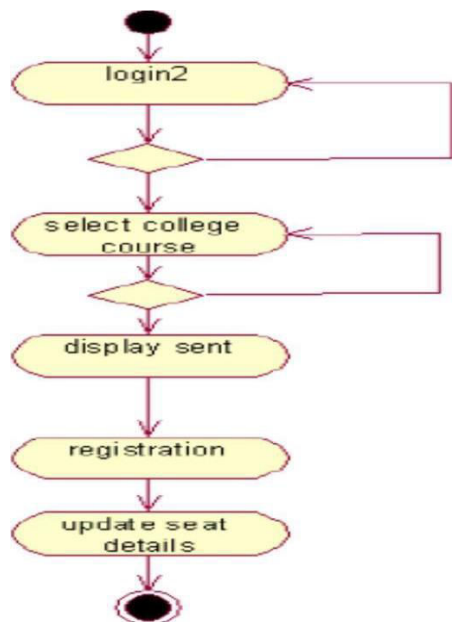 login2
select college
course
display sent
registration
update seat
details